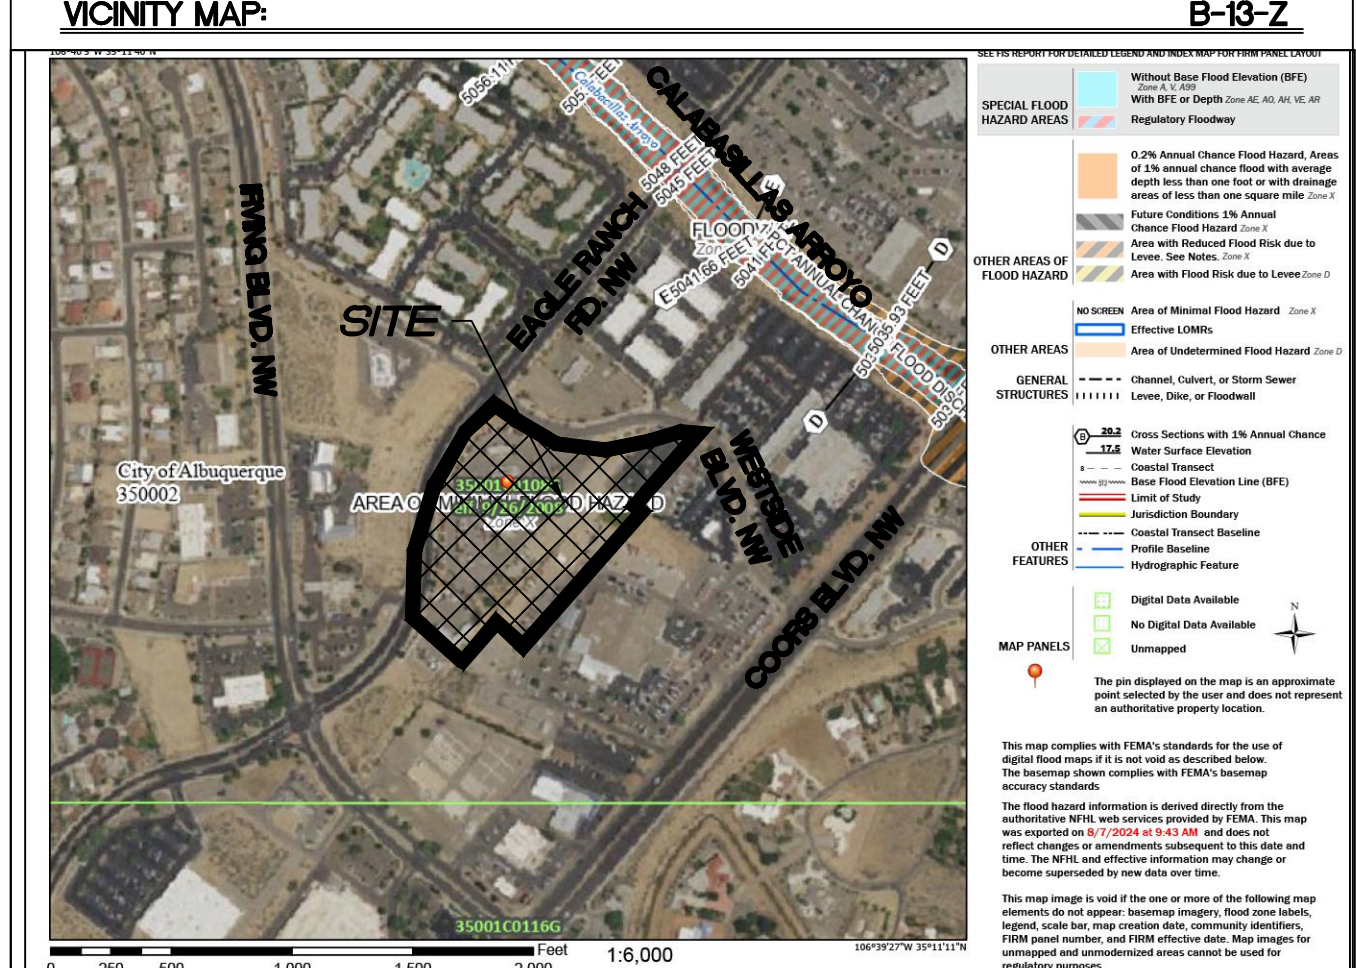 VICINITY MAP:
B-13-Z
SEE FIS REPORT FOR DETAILED LEGEND AND INDEX MAP FOR FIRM PANEL LAYOUT
CALABASILLAS ARROYO
Calabacillas Arroyo
5048 FEET
5045 FEET
IRVING BLVD. NW
EAGLE RANCH
RD. NW
E 5041.66 FEET
5035.93 FEET
D
D
SITE
WESTSIDE
BLVD. NW
COORS BLVD. NW
City of Albuquerque
350002
Zone X
35001C0116G
Feet
1:6,000
106°39'27"W 35°11'11"N
0 250 500 1,000 1,500 2,000
SPECIAL FLOOD
HAZARD AREAS
Without Base Flood Elevation (BFE)
Zone A, V, A99
With BFE or Depth Zone AE, AO, AH, VE, AR
Regulatory Floodway
0.2% Annual Chance Flood Hazard, Areas
of 1% annual chance flood with average
depth less than one foot or with drainage
areas of less than one square mile Zone X
Future Conditions 1% Annual
Chance Flood Hazard Zone X
Area with Reduced Flood Risk due to
Levee. See Notes. Zone X
Area with Flood Risk due to Levee Zone D
OTHER AREAS OF
FLOOD HAZARD
NO SCREEN Area of Minimal Flood Hazard Zone X
Effective LOMRs
OTHER AREAS
Area of Undetermined Flood Hazard Zone D
GENERAL
STRUCTURES
Channel, Culvert, or Storm Sewer
Levee, Dike, or Floodwall
B 20.2 Cross Sections with 1% Annual Chance
17.5 Water Surface Elevation
8 Coastal Transect
Base Flood Elevation Line (BFE)
Limit of Study
Jurisdiction Boundary
Coastal Transect Baseline
OTHER
FEATURES
Profile Baseline
Hydrographic Feature
Digital Data Available
No Digital Data Available
Unmapped
MAP PANELS
N
The pin displayed on the map is an approximate
point selected by the user and does not represent
an authoritative property location.
This map complies with FEMA's standards for the use of
digital flood maps if it is not void as described below.
The basemap shown complies with FEMA's basemap
accuracy standards
The flood hazard information is derived directly from the
authoritative NFHL web services provided by FEMA. This map
was exported on 8/7/2024 at 9:43 AM and does not
reflect changes or amendments subsequent to this date and
time. The NFHL and effective information may change or
become superseded by new data over time.
This map image is void if the one or more of the following map
elements do not appear: basemap imagery, flood zone labels,
legend, scale bar, map creation date, community identifiers,
FIRM panel number, and FIRM effective date. Map images for
unmapped and unmodernized areas cannot be used for
regulatory purposes.